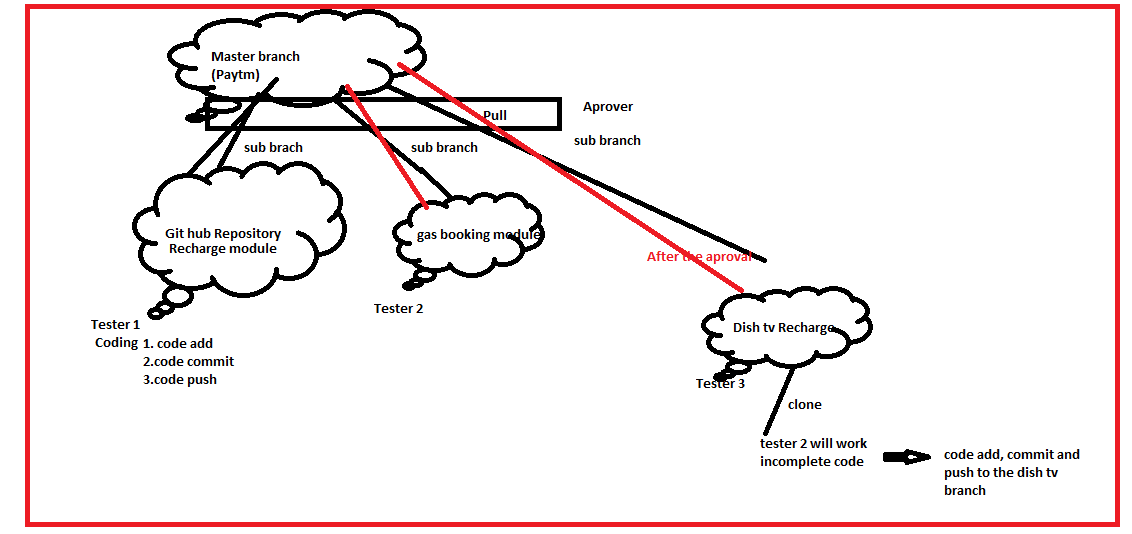 Master branch
(Paytm)
Pull
Aprover
sub branch
sub brach
sub branch
Git hub Repository
Recharge module
gas booking module
After the aproval
Tester 1
Coding
1. code add
2.code commit
3.code push
Tester 2
Dish tv Recharge
Tester 3
clone
tester 2 will work
incomplete code
code add, commit and
push to the dish tv
branch